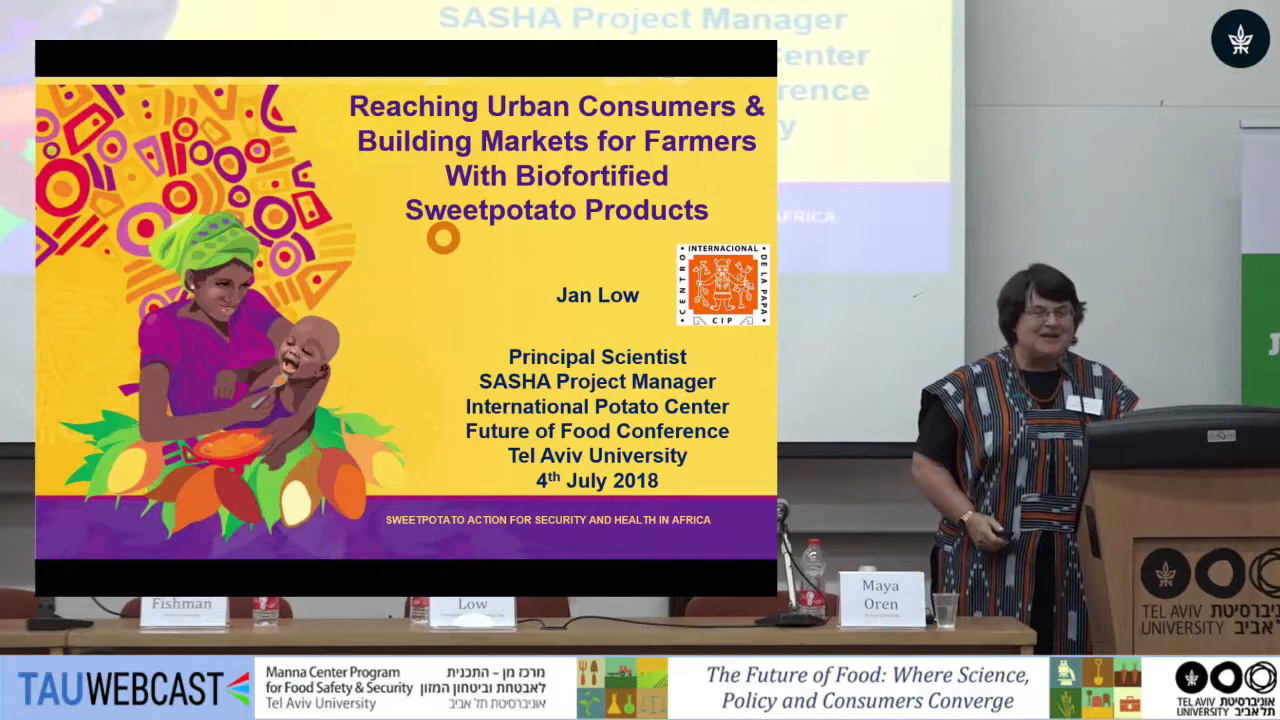 SASHA Project Manager
Reaching Urban Consumers &
Building Markets for Farmers
With Biofortified
Sweetpotato Products
INTERNACIONAL
CENTRO
DE LA PAPA
CIP
Jan Low
Principal Scientist
SASHA Project Manager
International Potato Center
Future of Food Conference
Tel Aviv University
4th July 2018
SWEETPOTATO ACTION FOR SECURITY AND HEALTH IN AFRICA
AFRICA
Fishman
Low
Maya
Oren
TEL AVIV אוניברסיטת
UNIVERSITY תל אביב
TAUWEBCAST
Manna Center Program
for Food Safety & Security
Tel Aviv University
מרכז מן – התכנית
לאבטחת וביטחון המזון
אוניברסיטת תל אביב
The Future of Food: Where Science,
Policy and Consumers Converge
TEL AVIV אוניברסיטת
UNIVERSITY תל אביב